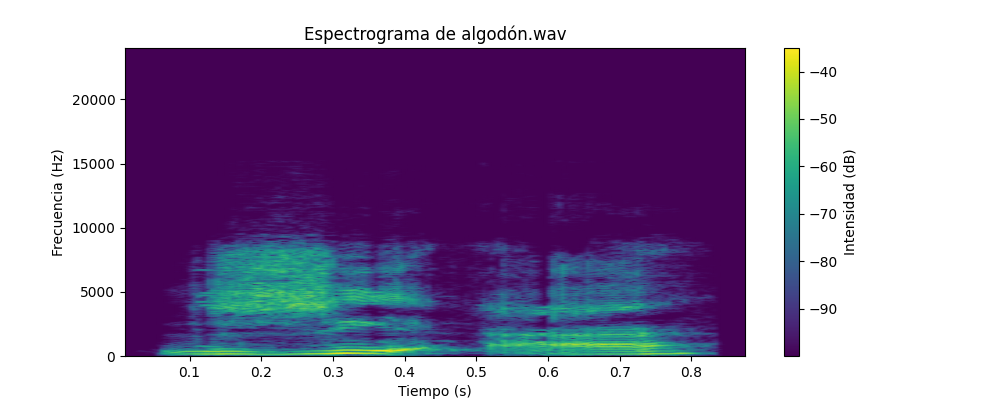 Espectrograma de algodón.wav
Frecuencia (Hz)
20000
15000
10000
5000
0
0.1 0.2 0.3 0.4 0.5 0.6 0.7 0.8
Tiempo (s)
−40
−50
−60
−70
−80
−90
Intensidad (dB)